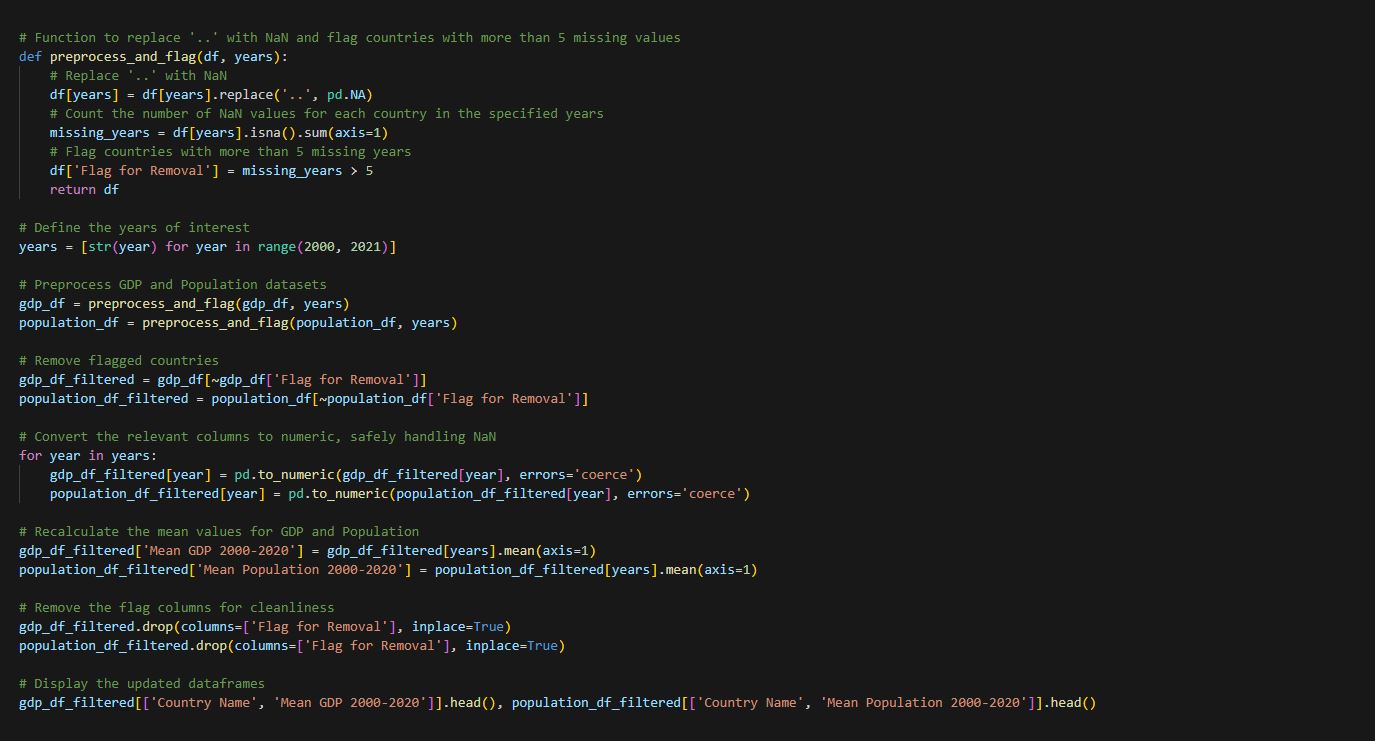 # Function to replace '..' with NaN and flag countries with more than 5 missing values
def preprocess_and_flag(df, years):
    # Replace '..' with NaN
    df[years] = df[years].replace('..', pd.NA)
    # Count the number of NaN values for each country in the specified years
    missing_years = df[years].isna().sum(axis=1)
    # Flag countries with more than 5 missing years
    df['Flag for Removal'] = missing_years > 5
    return df

# Define the years of interest
years = [str(year) for year in range(2000, 2021)]

# Preprocess GDP and Population datasets
gdp_df = preprocess_and_flag(gdp_df, years)
population_df = preprocess_and_flag(population_df, years)

# Remove flagged countries
gdp_df_filtered = gdp_df[~gdp_df['Flag for Removal']]
population_df_filtered = population_df[~population_df['Flag for Removal']]

# Convert the relevant columns to numeric, safely handling NaN
for year in years:
    gdp_df_filtered[year] = pd.to_numeric(gdp_df_filtered[year], errors='coerce')
    population_df_filtered[year] = pd.to_numeric(population_df_filtered[year], errors='coerce')

# Recalculate the mean values for GDP and Population
gdp_df_filtered['Mean GDP 2000-2020'] = gdp_df_filtered[years].mean(axis=1)
population_df_filtered['Mean Population 2000-2020'] = population_df_filtered[years].mean(axis=1)

# Remove the flag columns for cleanliness
gdp_df_filtered.drop(columns=['Flag for Removal'], inplace=True)
population_df_filtered.drop(columns=['Flag for Removal'], inplace=True)

# Display the updated dataframes
gdp_df_filtered[['Country Name', 'Mean GDP 2000-2020']].head(), population_df_filtered[['Country Name', 'Mean Population 2000-2020']].head()